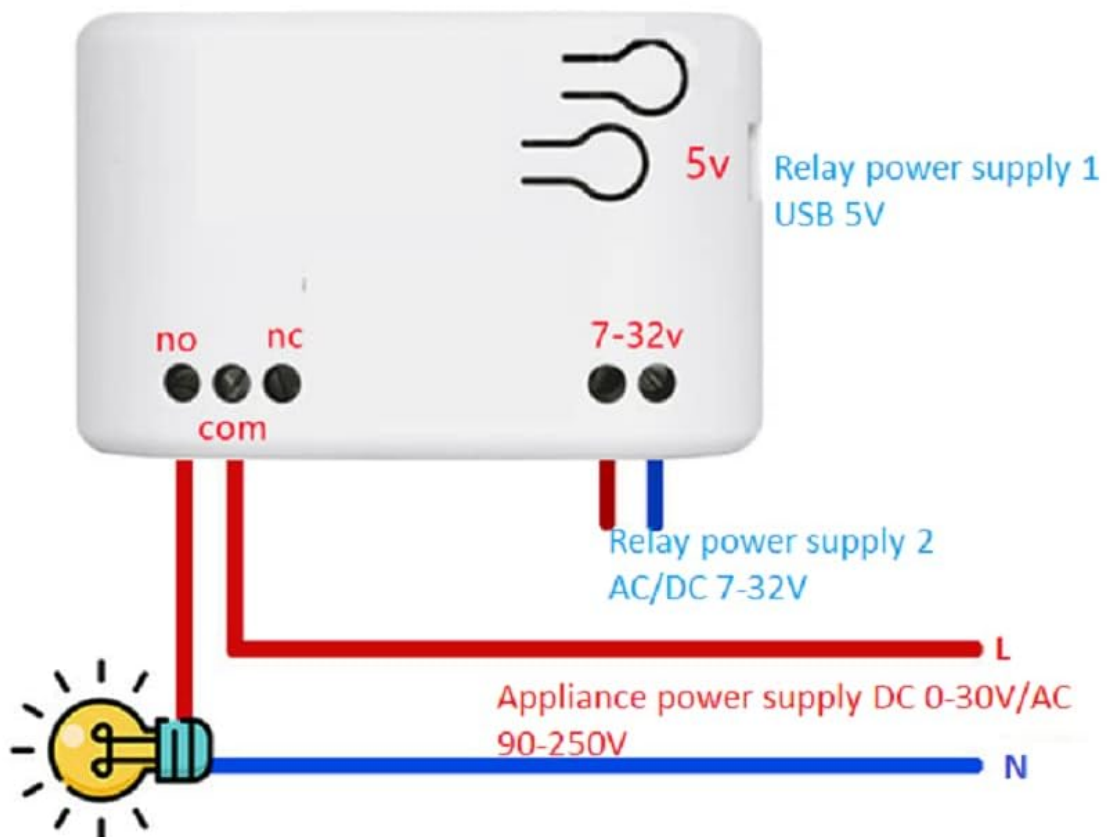 5v
Relay power supply 1
USB 5V
no
nc
7-32v
com
Relay power supply 2
AC/DC 7-32V
L
Appliance power supply DC 0-30V/AC
90-250V
N